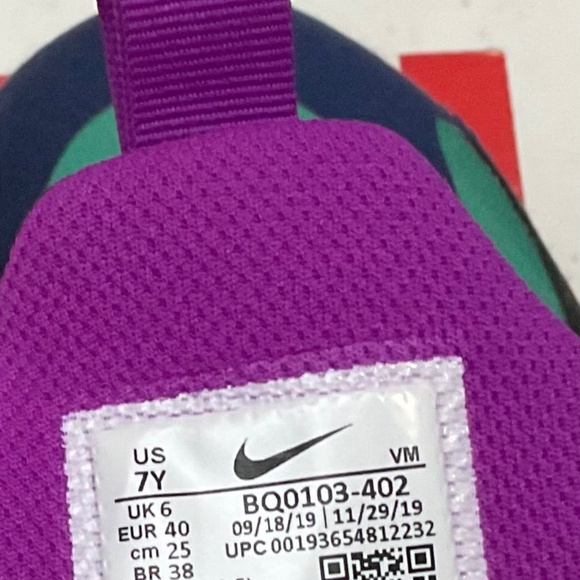 US
7Y
VM
UK 6
EUR 40
cm 25
BR 38
BQ0103-402
09/18/19 | 11/29/19
UPC 00193654812232